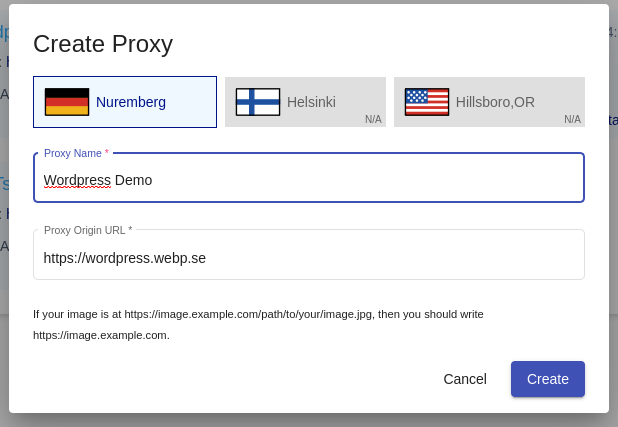 Create Proxy
Nuremberg
Helsinki
N/A
Hillsboro,OR
N/A
Proxy Name *
Wordpress Demo
Proxy Origin URL *
https://wordpress.webp.se
If your image is at https://image.example.com/path/to/your/image.jpg, then you should write
https://image.example.com.
Cancel
Create